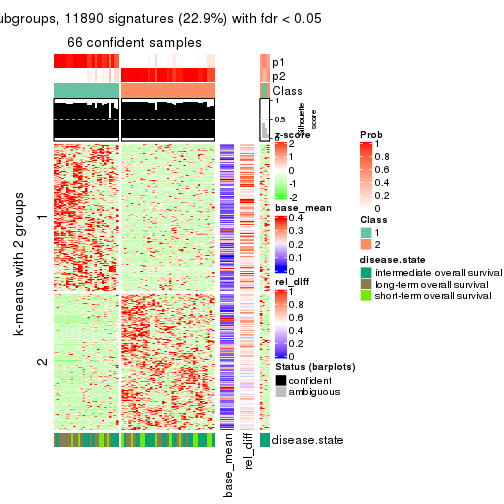 ubgroups, 11890 signatures (22.9%) with fdr < 0.05
66 confident samples
p1
p2
Class
1
0.5
0
Silhouette
score
z-score
2
1
0
-1
-2
base_mean
0.4
0.3
0.2
0.1
0
rel_diff
0.8
0.6
0.4
0.2
0
Status (barplots)
confident
ambiguous
Prob
1
0.8
0.6
0.4
0.2
0
Class
1
2
disease.state
intermediate overall survival
long-term overall survival
short-term overall survival
k-means with 2 groups
1
2
disease.state
base_mean
rel_diff